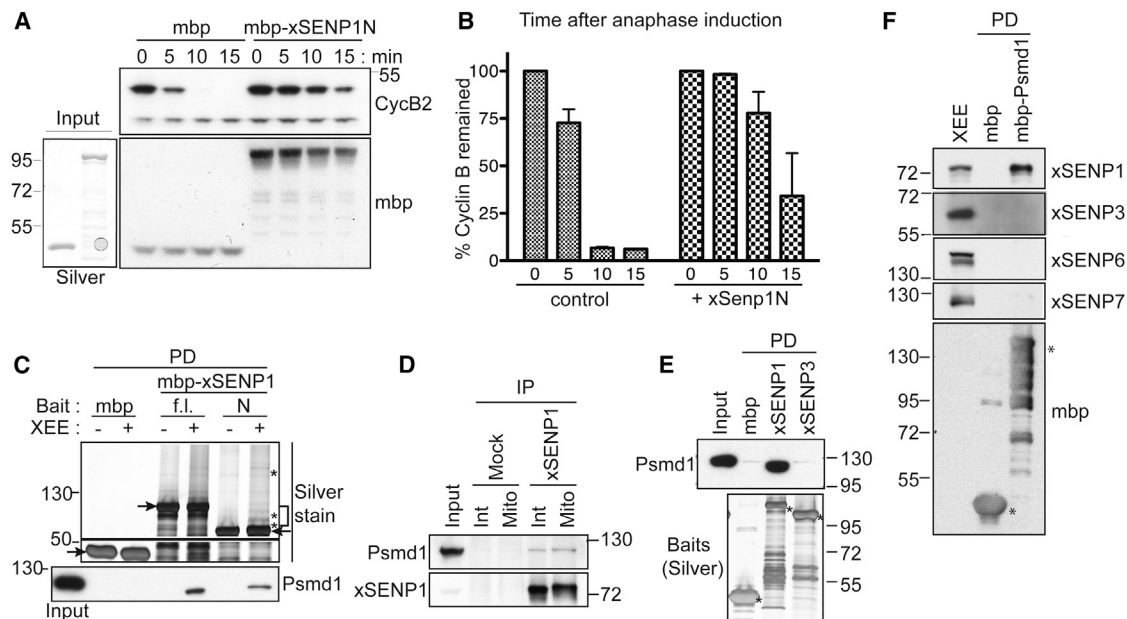 A
mbp mbp-xSENP1N
0 5 10 15 0 5 10 15 : min
55
CycB2
Input
95
72
55
mbp
Silver
B
Time after anaphase induction
% Cyclin B remained
100
75
50
25
0
0 5 10 15 0 5 10 15
control + xSenp1N
C
PD
mbp-xSENP1
Bait : mbp f.l. N
XEE : - + - + - +
*
130
*
*
Silver
stain
50
130
Psmd1
Input
D
IP
Mock xSENP1
Input Int Mito Int Mito
Psmd1 130
xSENP1 72
E
PD
Input mbp xSENP1 xSENP3
Psmd1 130
95
Baits
(Silver)
* * *
95
72
55
F
PD
XEE mbp mbp-Psmd1
72 xSENP1
72 xSENP3
55
xSENP6
130
130 xSENP7
*
130
95 mbp
72
55
*